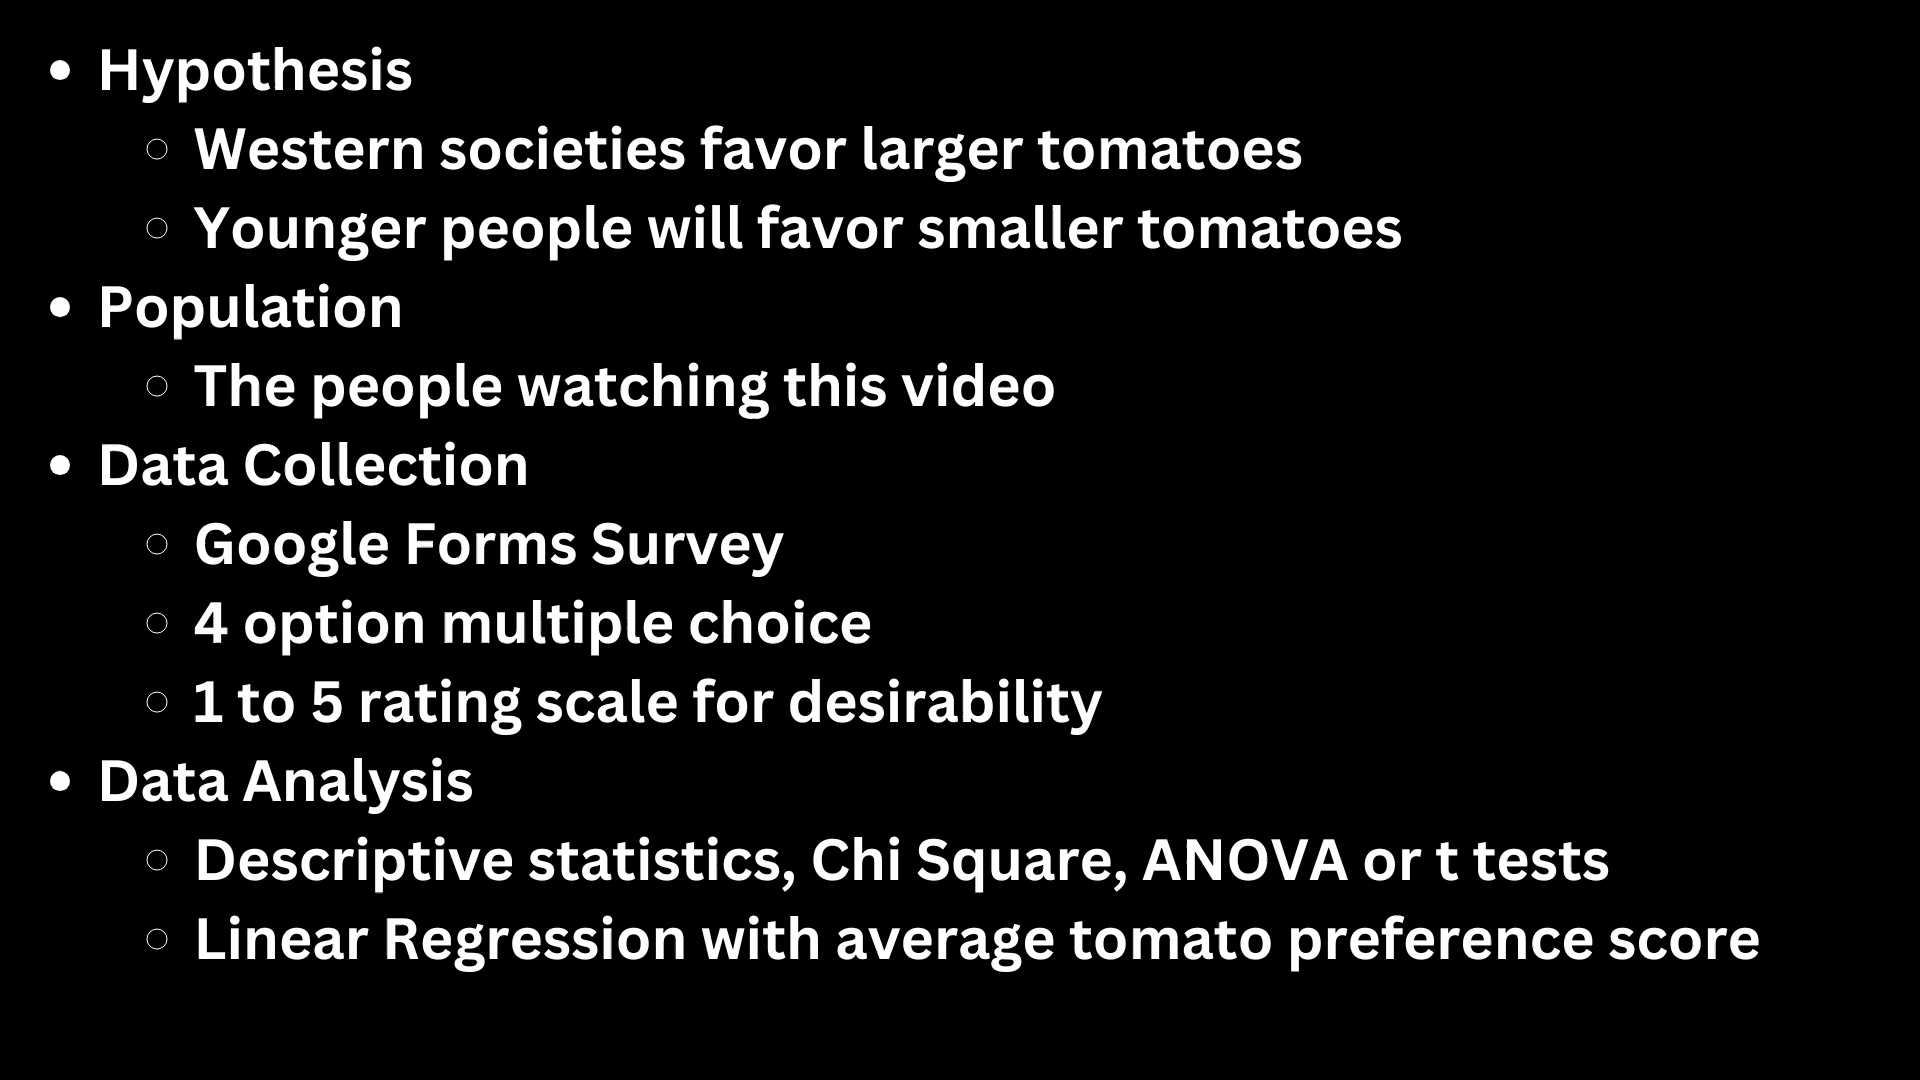 Hypothesis
Western societies favor larger tomatoes
Younger people will favor smaller tomatoes
Population
The people watching this video
Data Collection
Google Forms Survey
4 option multiple choice
1 to 5 rating scale for desirability
Data Analysis
Descriptive statistics, Chi Square, ANOVA or t tests
Linear Regression with average tomato preference score